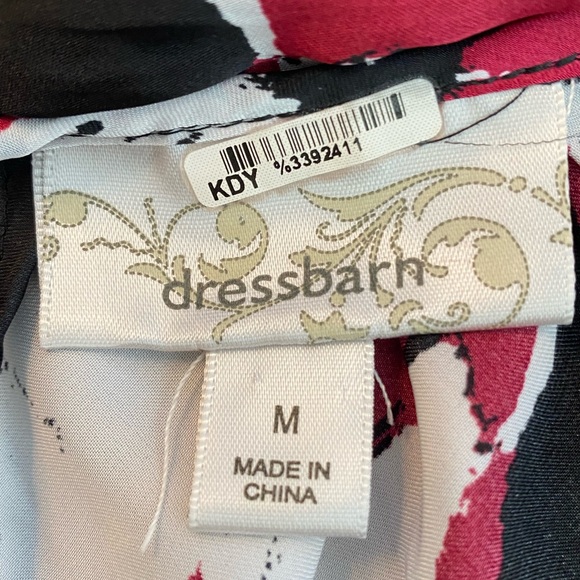 KDY %3392411
dressbarn
M
MADE IN
CHINA